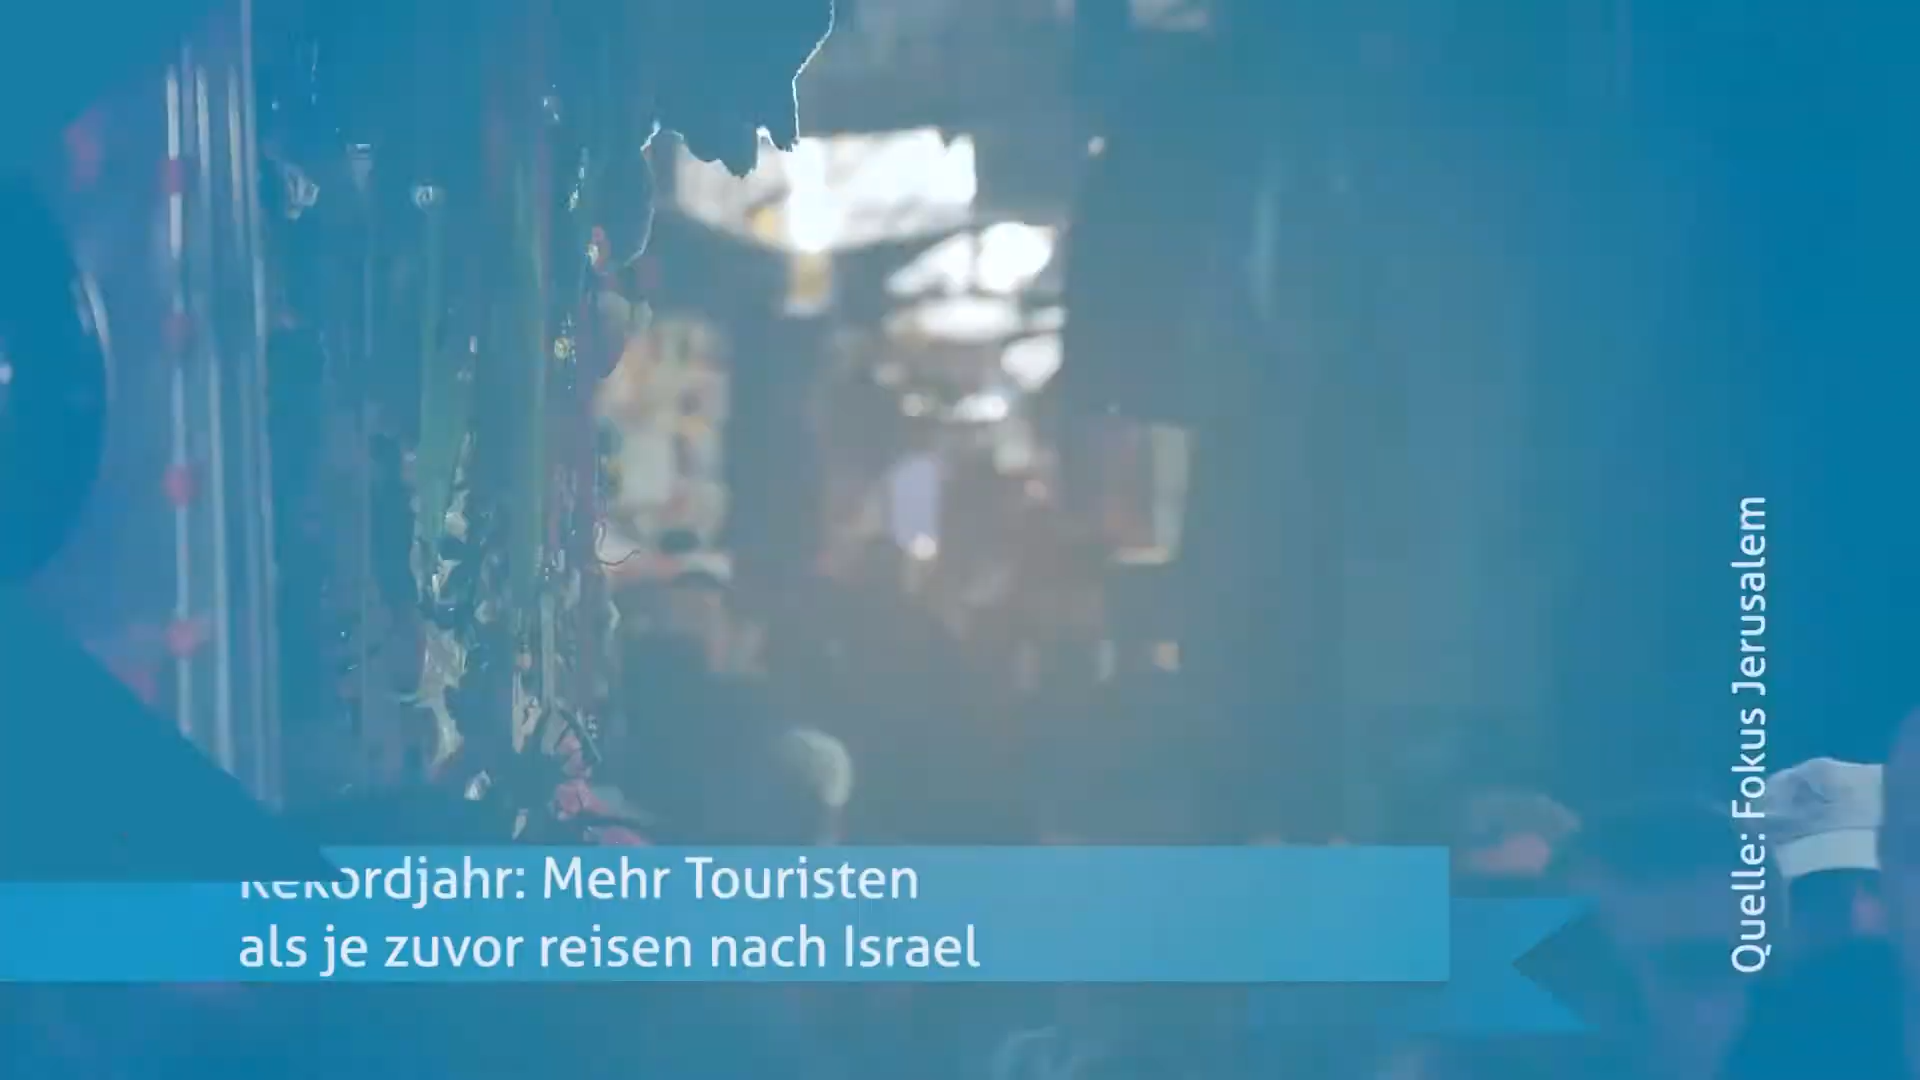 Rekordjahr: Mehr Touristen
als je zuvor reisen nach Israel
Quelle: Fokus Jerusalem